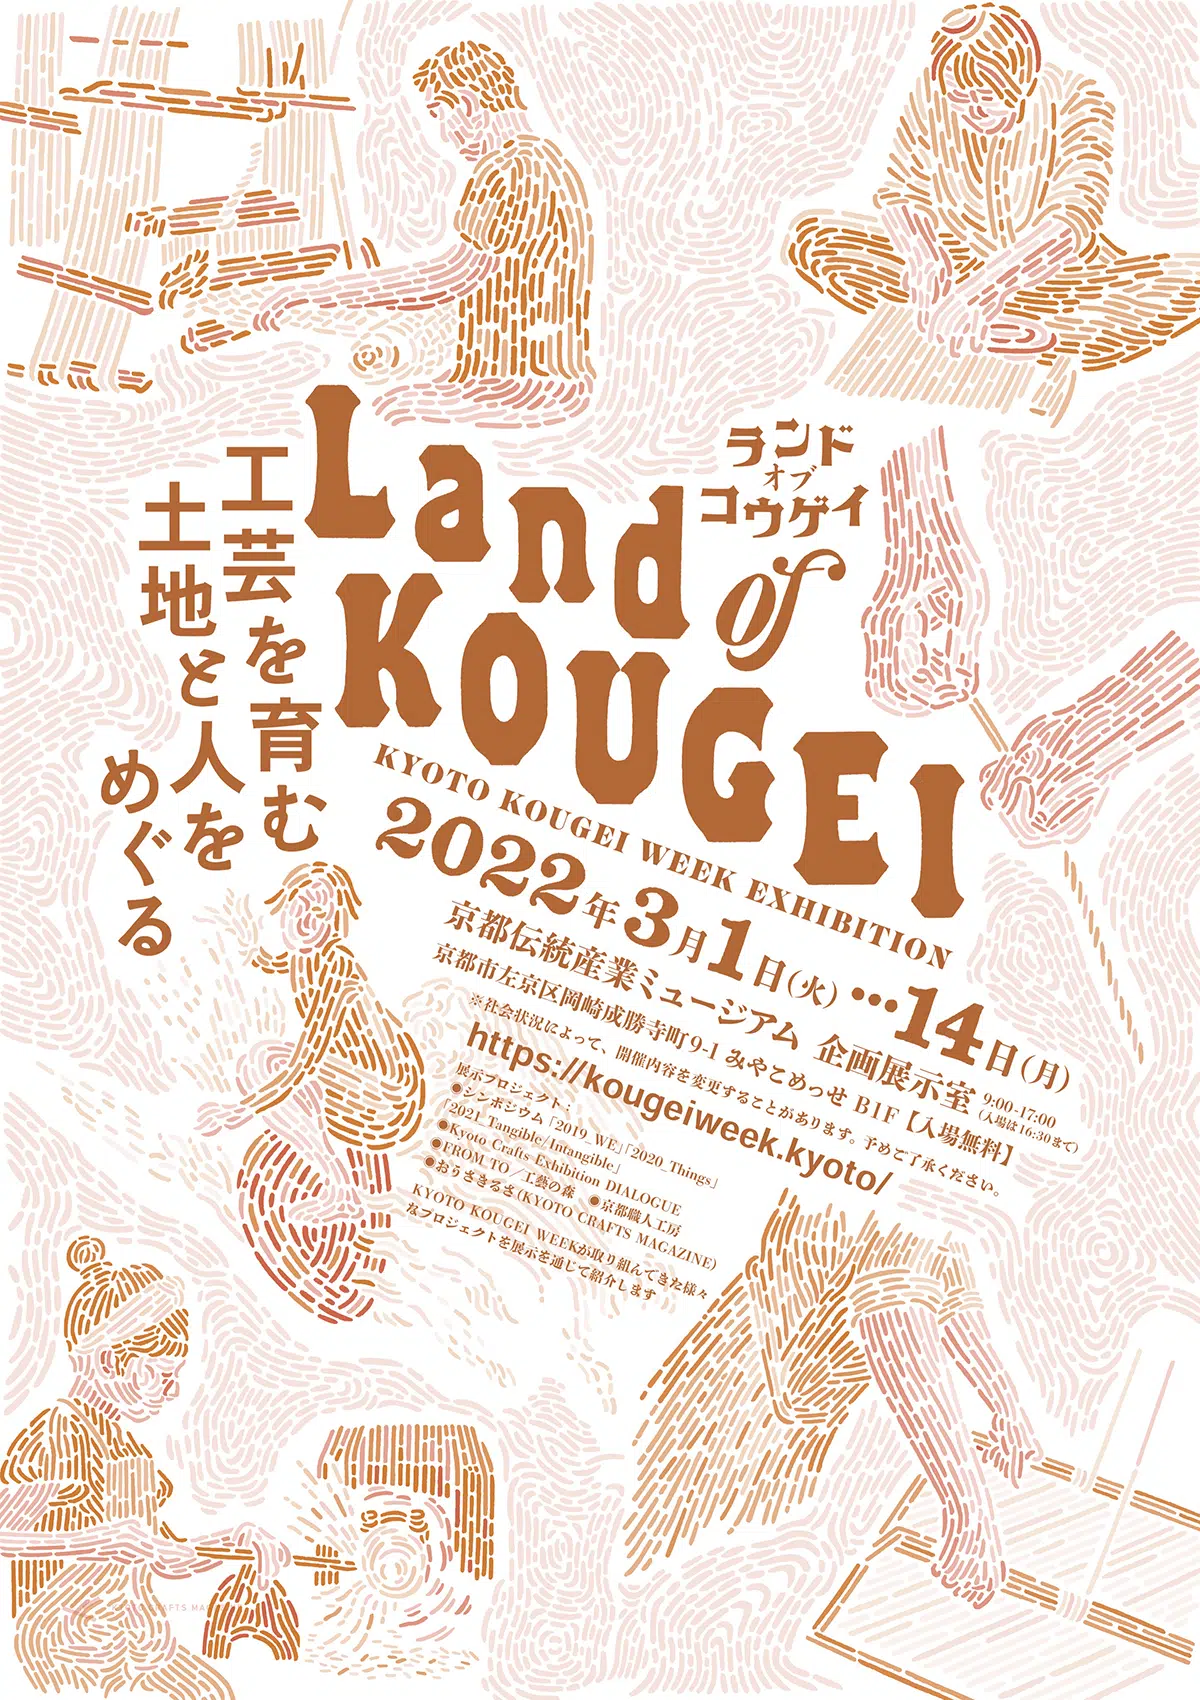 工芸を育む
土地と人を
めぐる
Land
of
KOUGEI
ランド
オブ
コウゲイ
KYOTO KOUGEI WEEK EXHIBITION
2022年3月1日(火)…14日(月)
京都伝統産業ミュージアム 企画展示室 9:00-17:00
(入場は16:30まで)
京都市左京区岡崎成勝寺町9-1 みやこめっせ B1F【入場無料】
※社会状況によって、開催内容を変更することがあります。予めご了承ください。
https://kougeiweek.kyoto/
展示プロジェクト:
●シンポジウム「2019_WE」「2020_Things」
「2021_Tangible/Intangible」
●Kyoto Crafts Exhibition DIALOGUE
●FROM TO/工藝の森 ●京都職人工房
●おうさきるさ(KYOTO CRAFTS MAGAZINE)
KYOTO KOUGEI WEEKが取り組んできた様々
なプロジェクトを展示を通じて紹介します